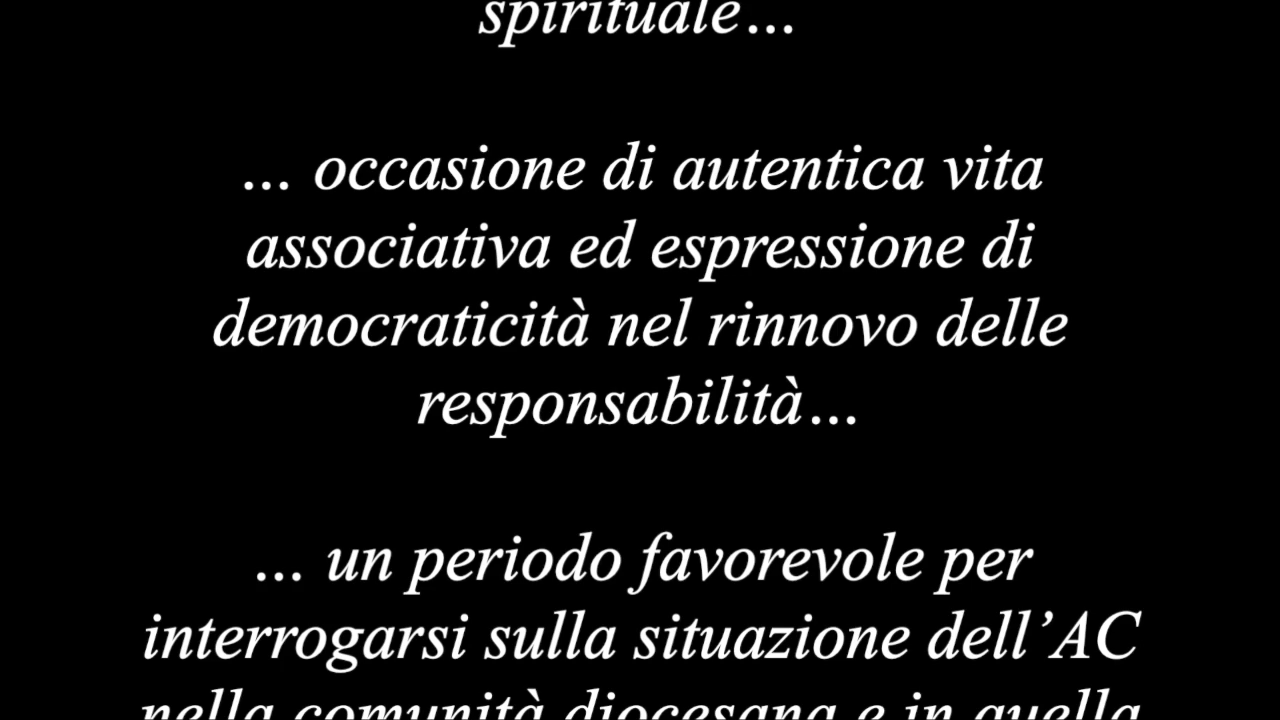 spirituale…
… occasione di autentica vita
associativa ed espressione di
democraticità nel rinnovo delle
responsabilità…
… un periodo favorevole per
interrogarsi sulla situazione dell’AC
nella comunità diocesana e in quella